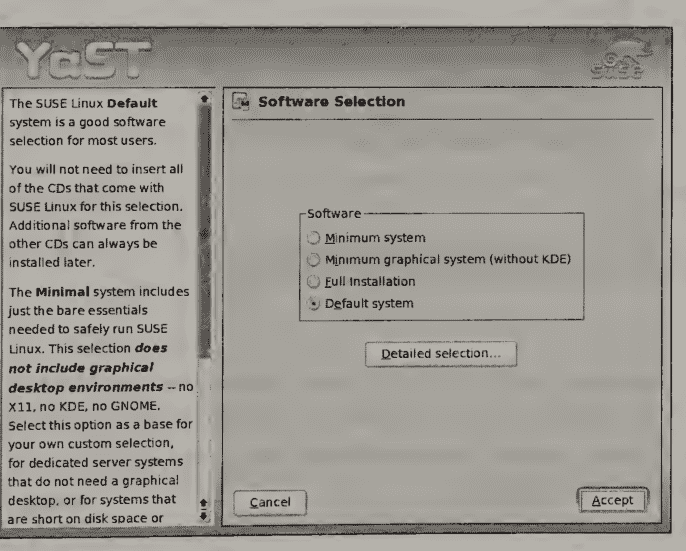 YaST
SUSE
The SUSE Linux Default
system is a good software
selection for most users.
You will not need to insert all
of the CDs that come with
SUSE Linux for this selection.
Additional software from the
other CDs can always be
installed later.
The Minimal system includes
just the bare essentials
needed to safely run SUSE
Linux. This selection does
not include graphical
desktop environments -- no
X11, no KDE, no GNOME.
Select this option as a base for
your own custom selection,
for dedicated server systems
that do not need a graphical
desktop, or for systems that
are short on disk space or
Software Selection
Software
Minimum system
Minimum graphical system (without KDE)
Full Installation
Default system
Detailed selection...
Cancel
Accept